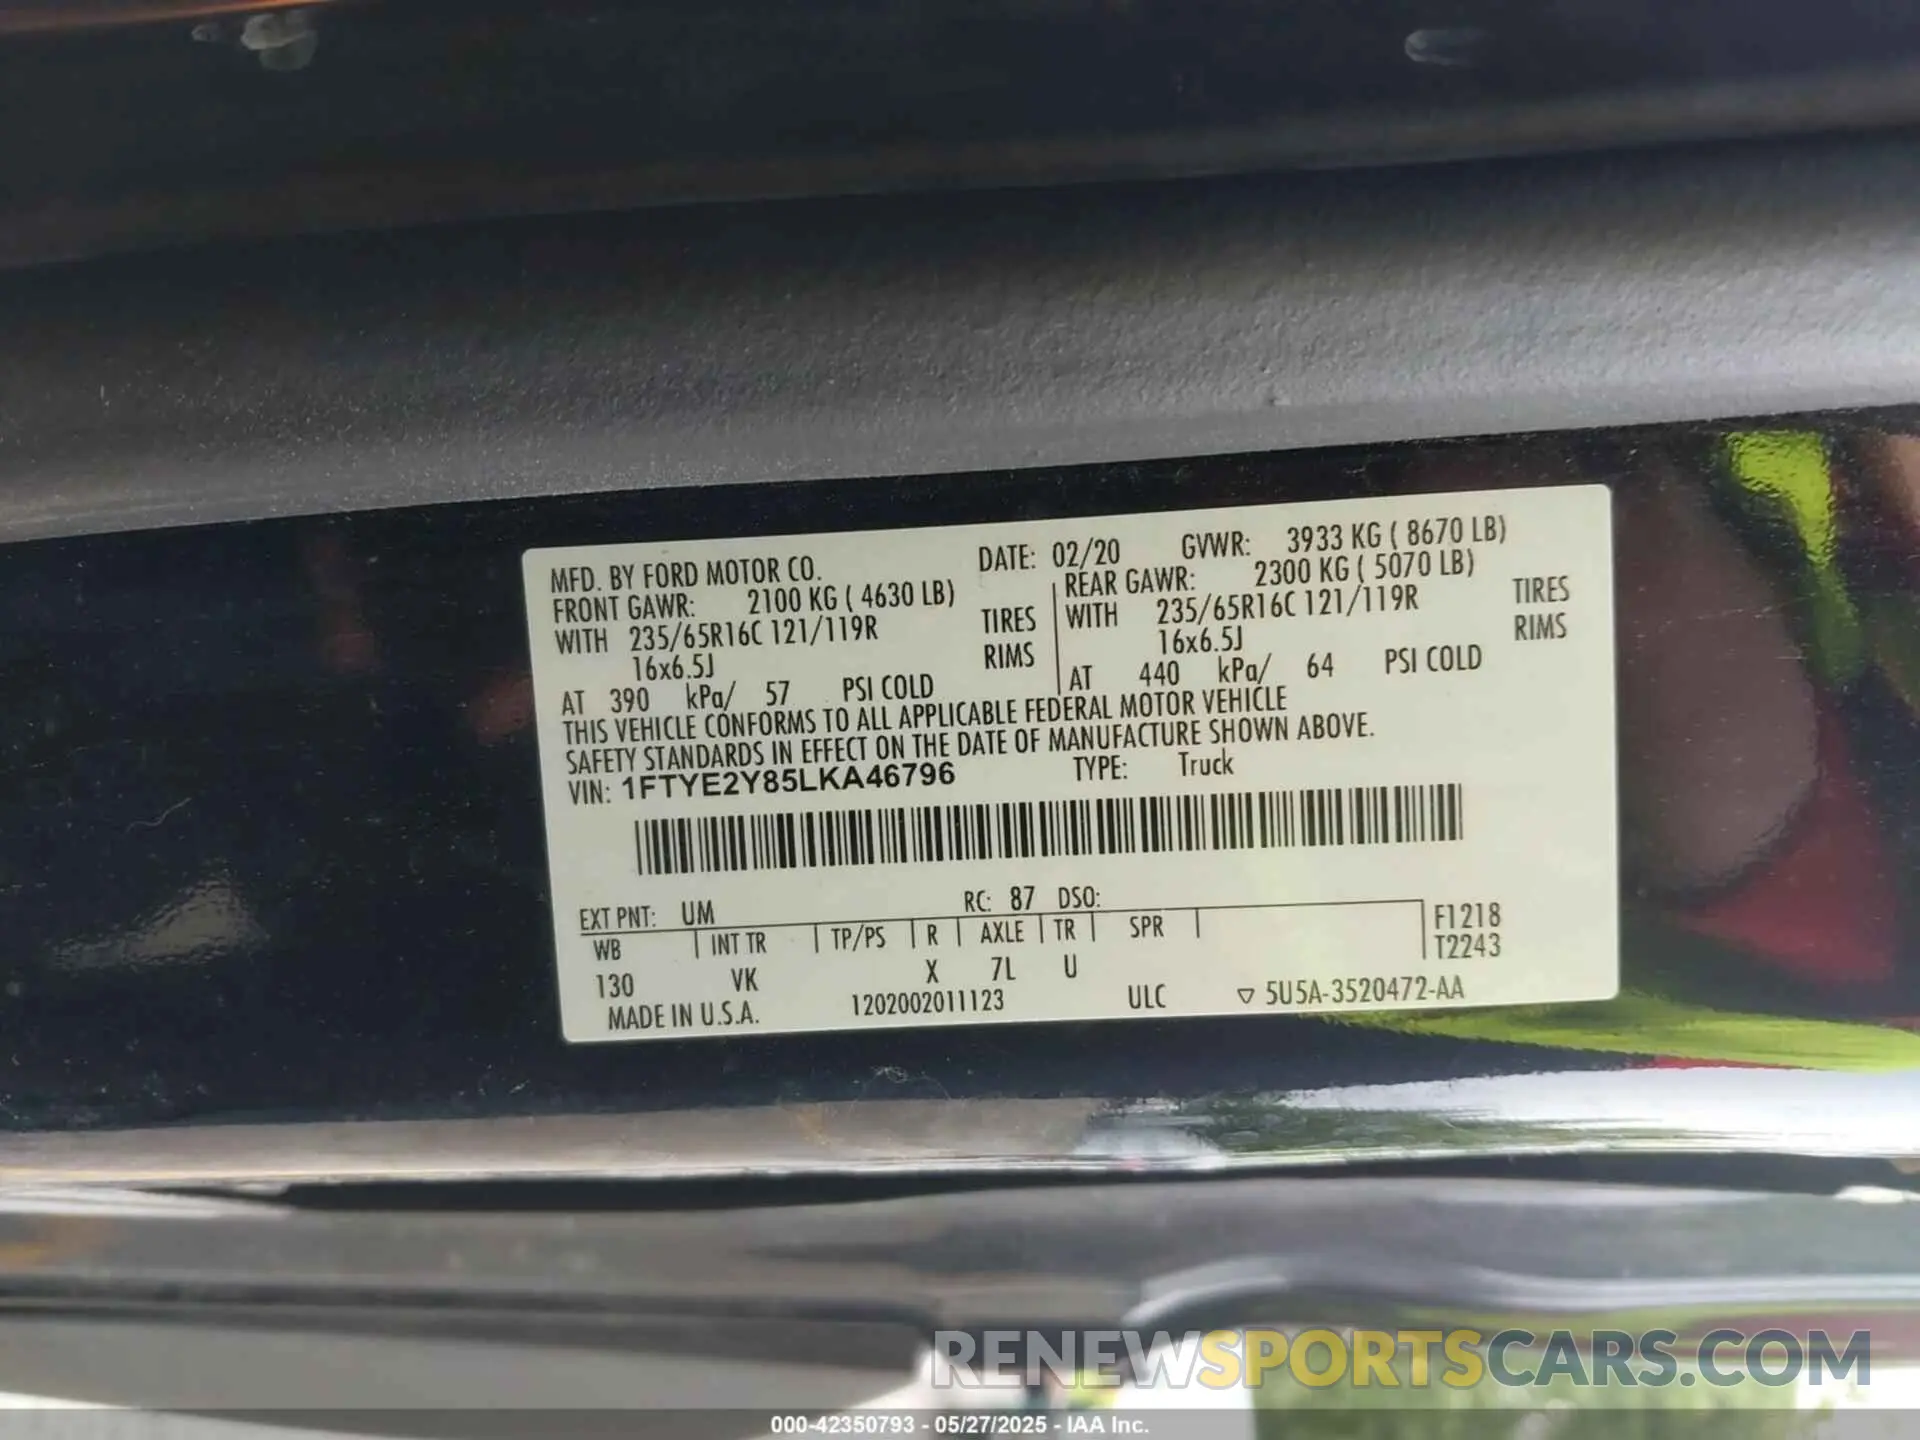 MFD. BY FORD MOTOR CO. DATE: 02/20 GVWR: 3933 KG ( 8670 LB)
FRONT GAWR: 2100 KG ( 4630 LB) REAR GAWR: 2300 KG ( 5070 LB)
WITH 235/65R16C 121/119R TIRES WITH 235/65R16C 121/119R TIRES
16x6.5J RIMS 16x6.5J RIMS
AT 390 kPa/ 57 PSI COLD AT 440 kPa/ 64 PSI COLD
THIS VEHICLE CONFORMS TO ALL APPLICABLE FEDERAL MOTOR VEHICLE
SAFETY STANDARDS IN EFFECT ON THE DATE OF MANUFACTURE SHOWN ABOVE.
VIN: 1FTYE2Y85LKA46796 TYPE: Truck
EXT PNT: UM RC: 87 DSO:
WB INT TR TP/PS R AXLE TR SPR F1218
T2243
130 VK X 7L U
MADE IN U.S.A. 1202002011123 ULC ▽ 5U5A-3520472-AA
RENEWSPORTSCARS.COM
000-42350793 - 05/27/2025 - IAA Inc.